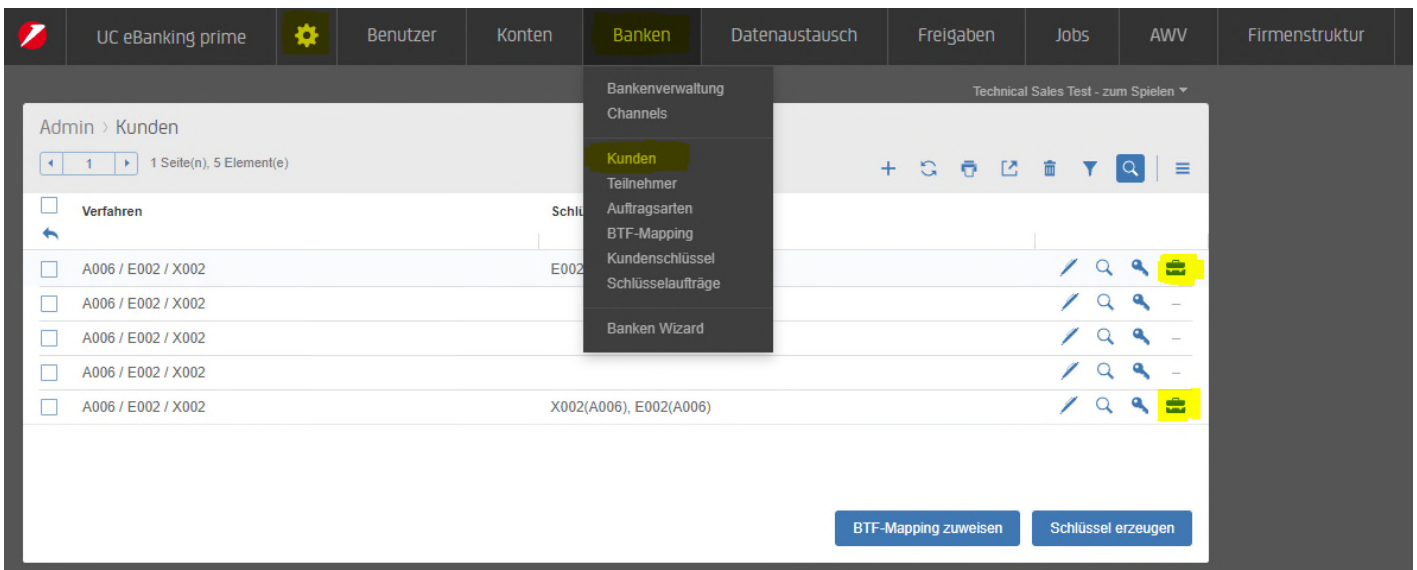 UC eBanking prime Benutzer Konten Banken Datenaustausch Freigaben Jobs AWV Firmenstruktur
Technical Sales Test - zum Spielen
Bankenverwaltung
Channels
Kunden
Teilnehmer
Auftragsarten
BTF-Mapping
Kundenschlüssel
Schlüsselaufträge
Banken Wizard
Admin > Kunden
1 1 Seite(n), 5 Element(e)
Verfahren Schlü
A006 / E002 / X002 E002
A006 / E002 / X002
A006 / E002 / X002
A006 / E002 / X002
A006 / E002 / X002 X002(A006), E002(A006)
BTF-Mapping zuweisen Schlüssel erzeugen